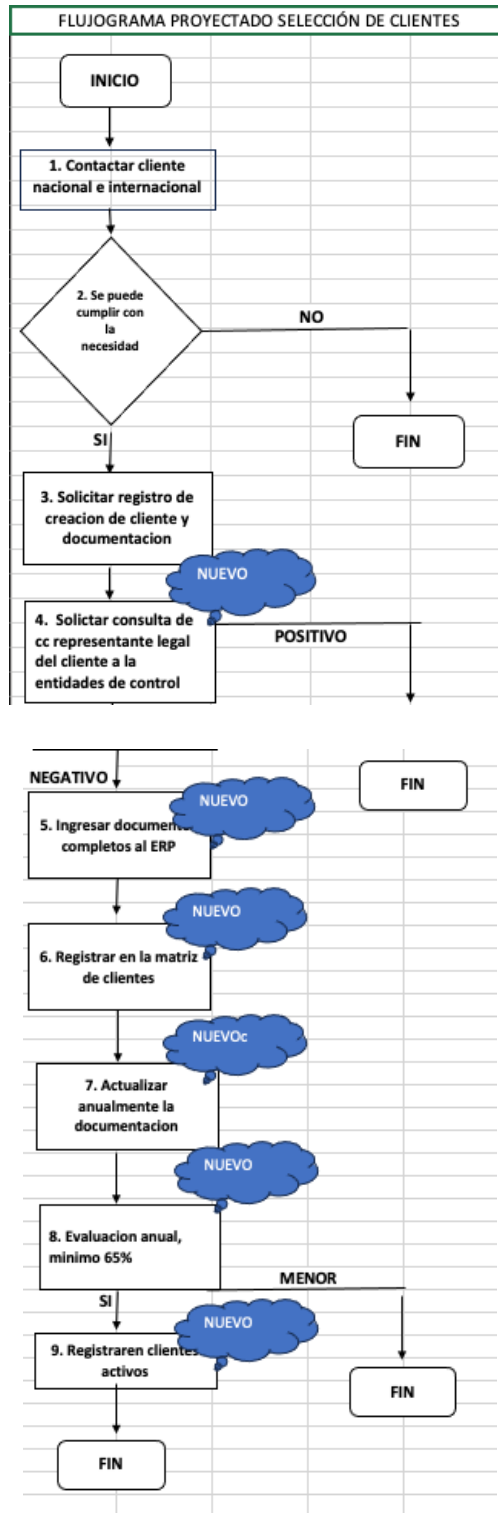 FLUJOGRAMA PROYECTADO SELECCIÓN DE CLIENTES
INICIO
1. Contactar cliente
nacional e internacional
2. Se puede
cumplir con
la
necesidad
NO
FIN
SI
3. Solicitar registro de
creacion de cliente y
documentacion
NUEVO
4. Solictar consulta de
cc representante legal
del cliente a la
entidades de control
POSITIVO
NEGATIVO
FIN
NUEVO
5. Ingresar document
completos al ERP
NUEVO
6. Registrar en la matriz
de clientes
NUEVOc
7. Actualizar
anualmente la
documentacion
NUEVO
8. Evaluacion anual,
minimo 65%
MENOR
SI
NUEVO
9. Registraren clientes
activos
FIN
FIN